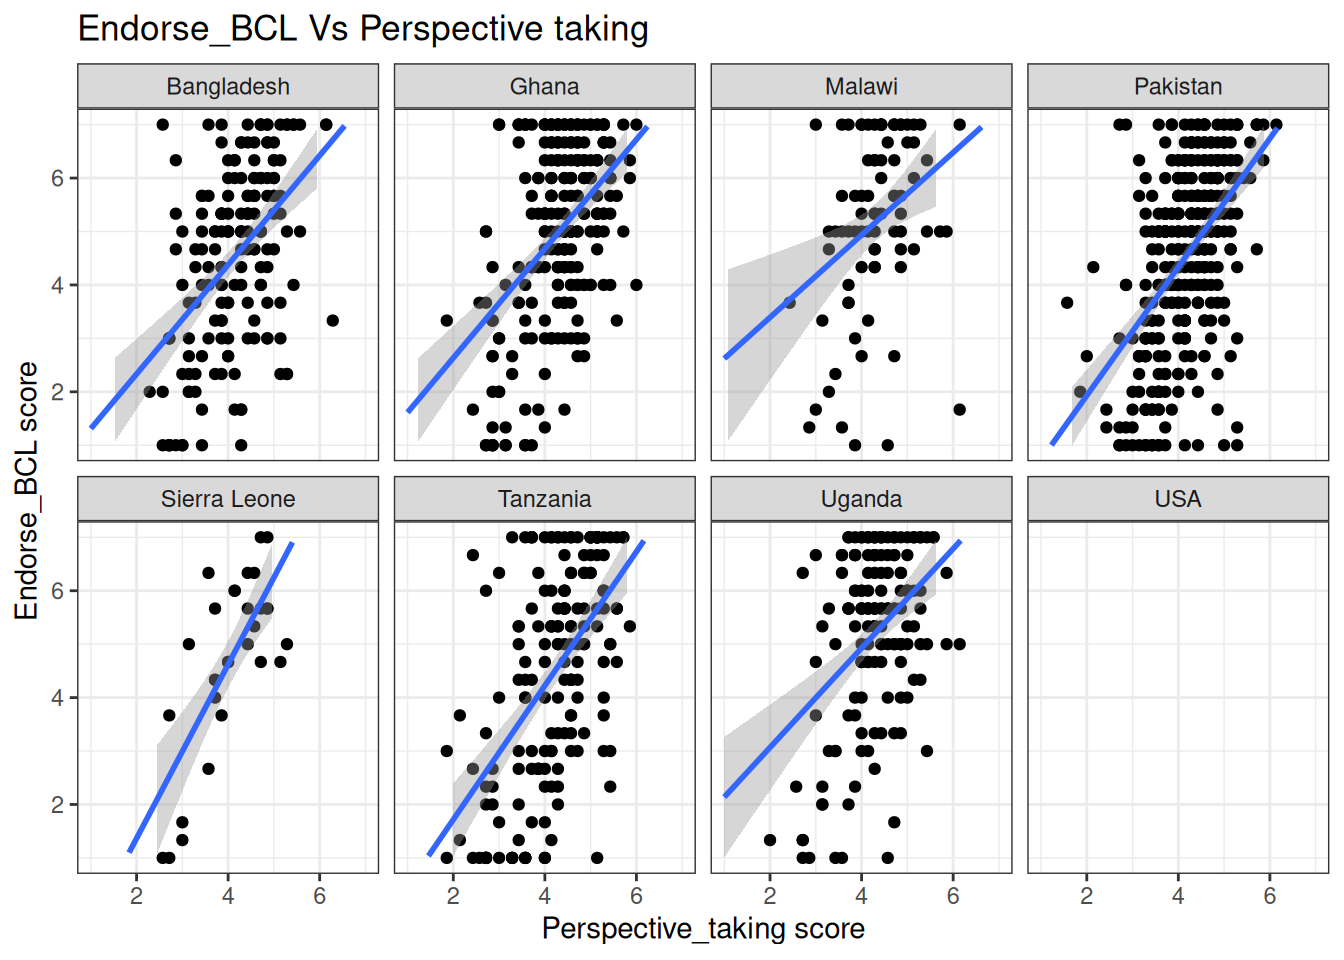 Endorse_BCL Vs Perspective taking
Bangladesh Ghana Malawi Pakistan
6
4
2
Endorse_BCL score
Sierra Leone Tanzania Uganda USA
6
4
2
2 4 6 2 4 6 2 4 6 2 4 6
Perspective_taking score